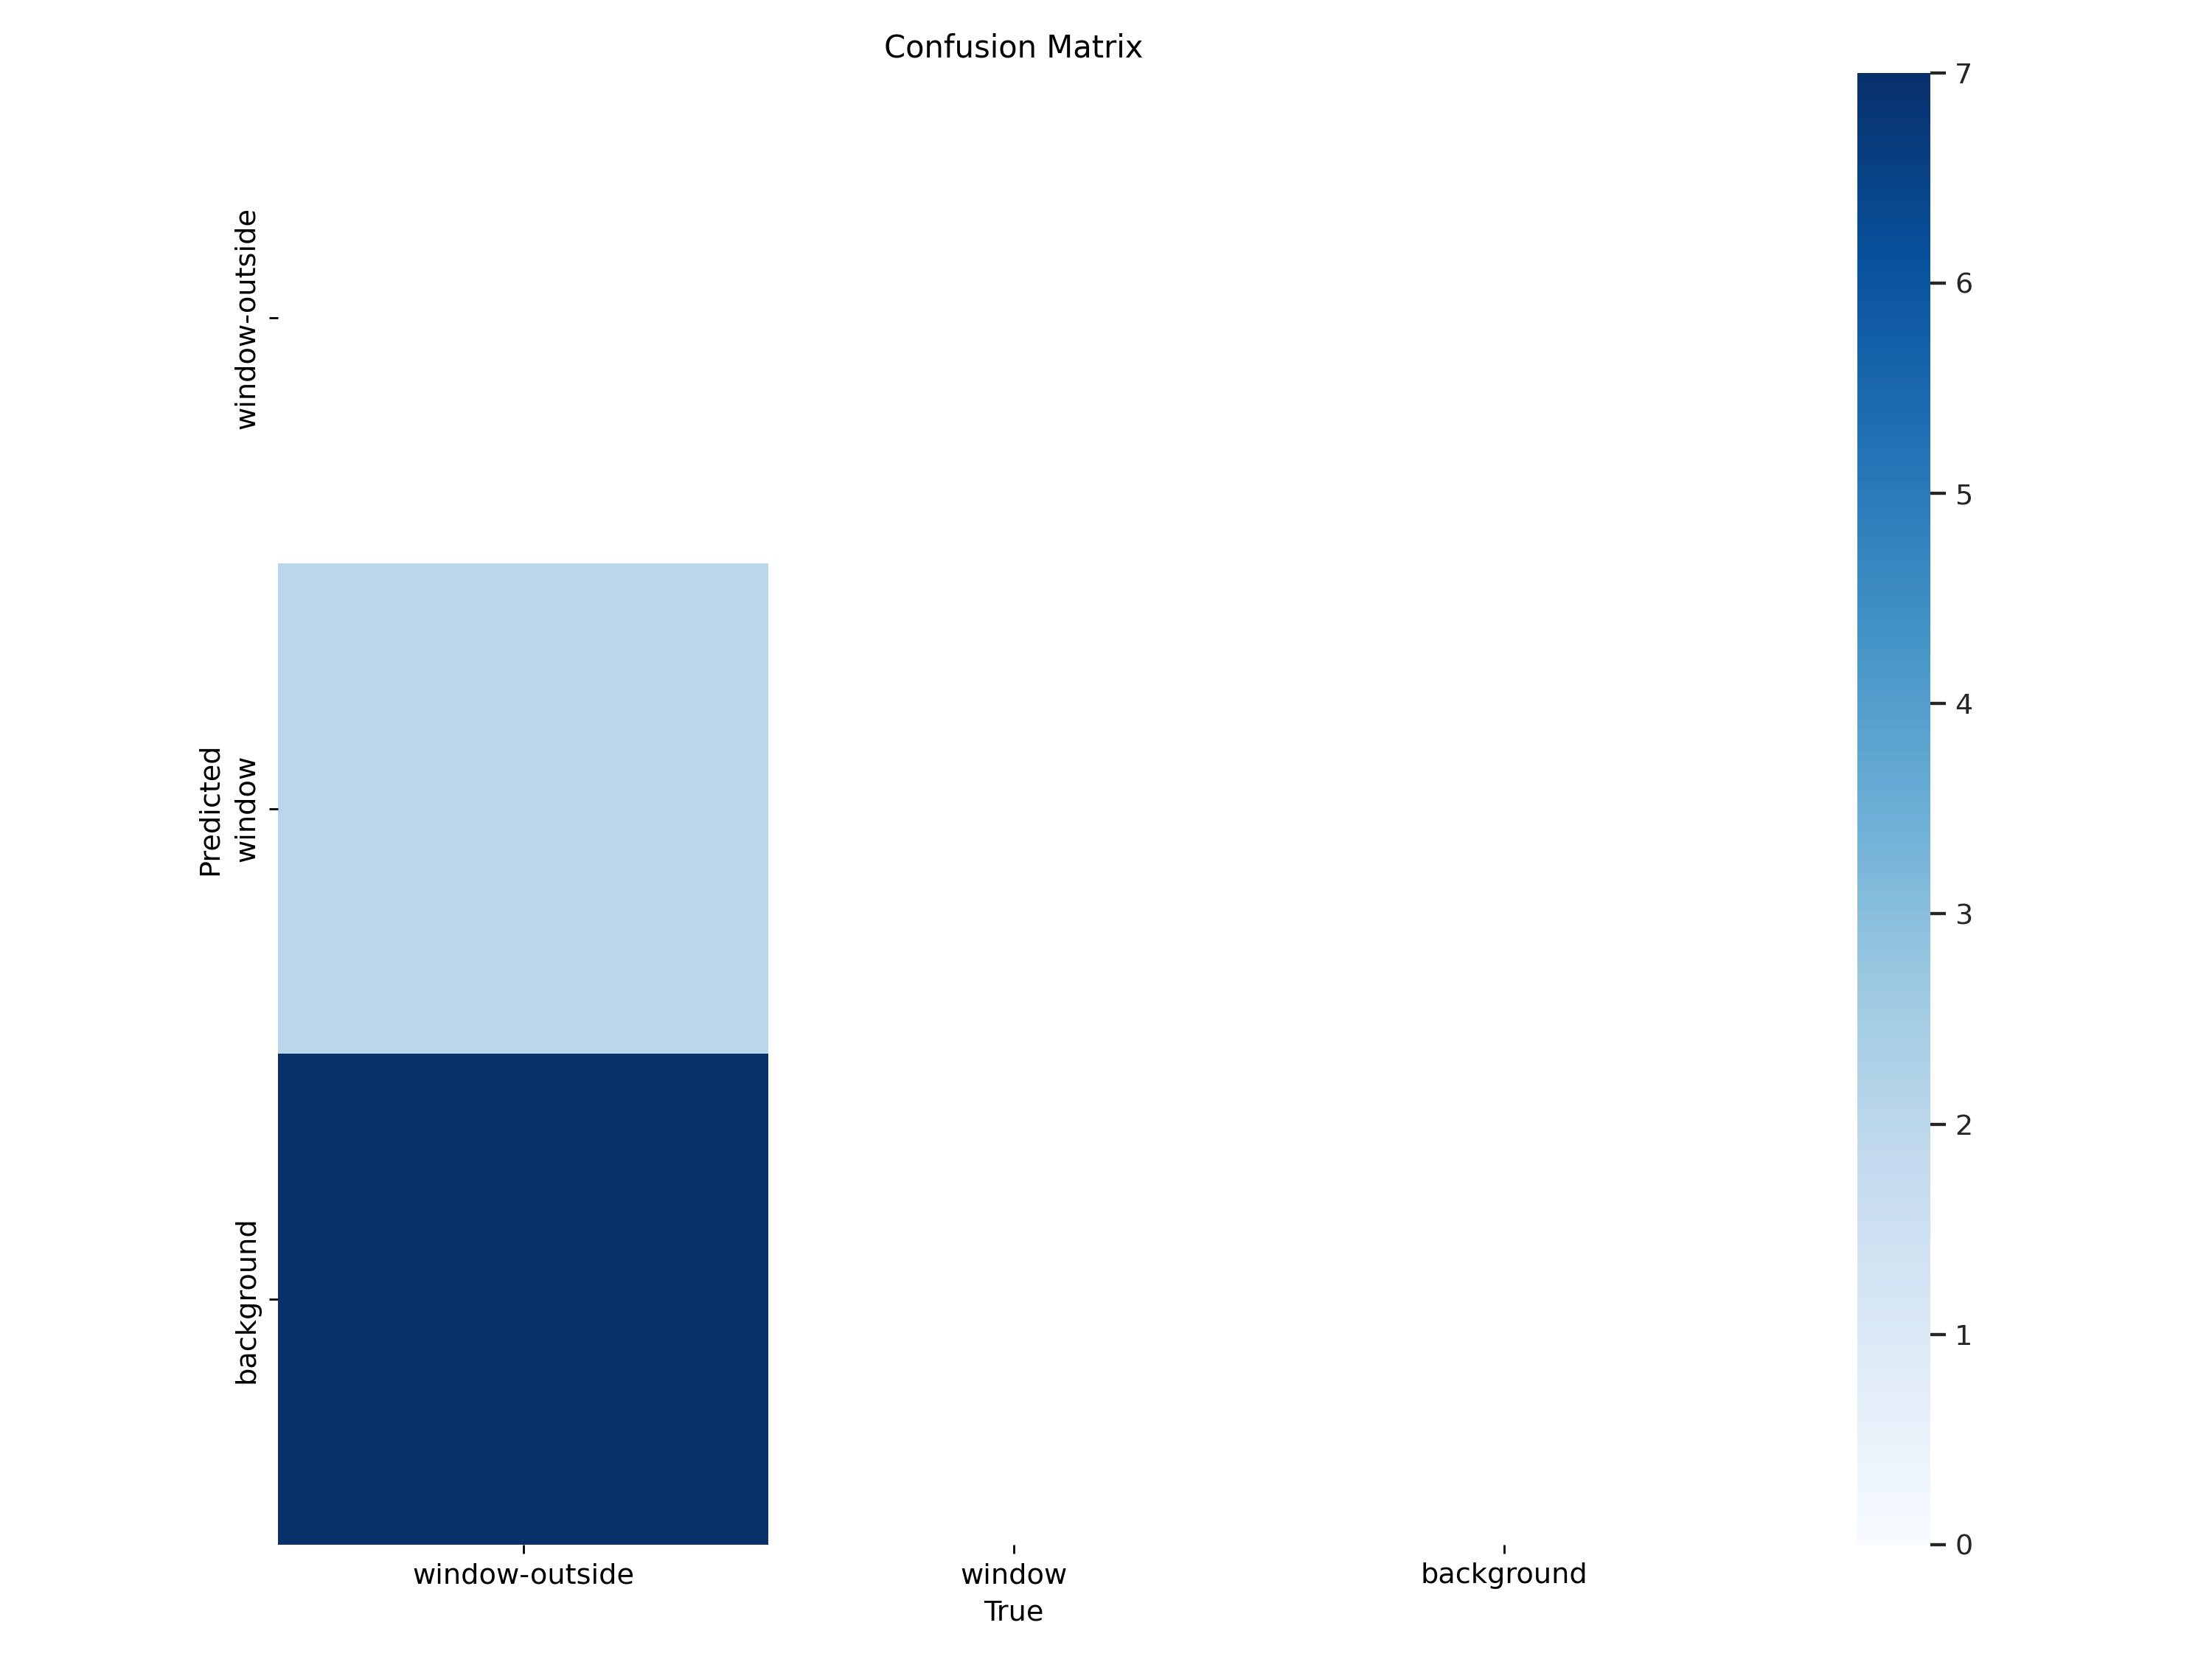 Confusion Matrix
window-outside
window
background
Predicted
window-outside
window
background
True
7
6
5
4
3
2
1
0